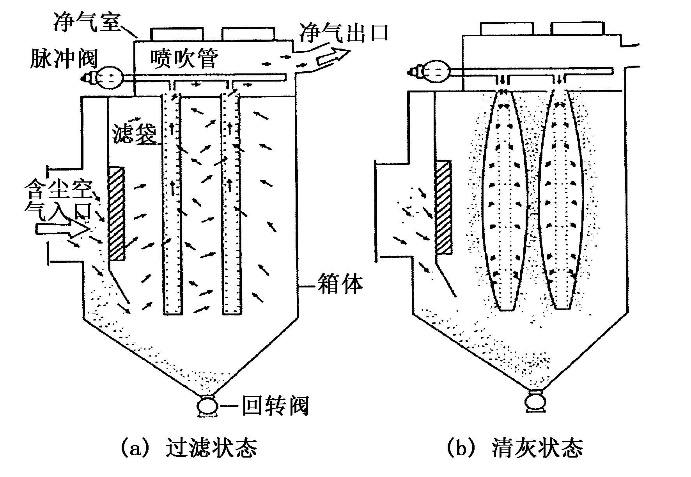 净气室
净气出口
脉冲阀
喷吹管
滤袋
含尘空
气入口
箱体
回转阀
(a) 过滤状态
(b) 清灰状态